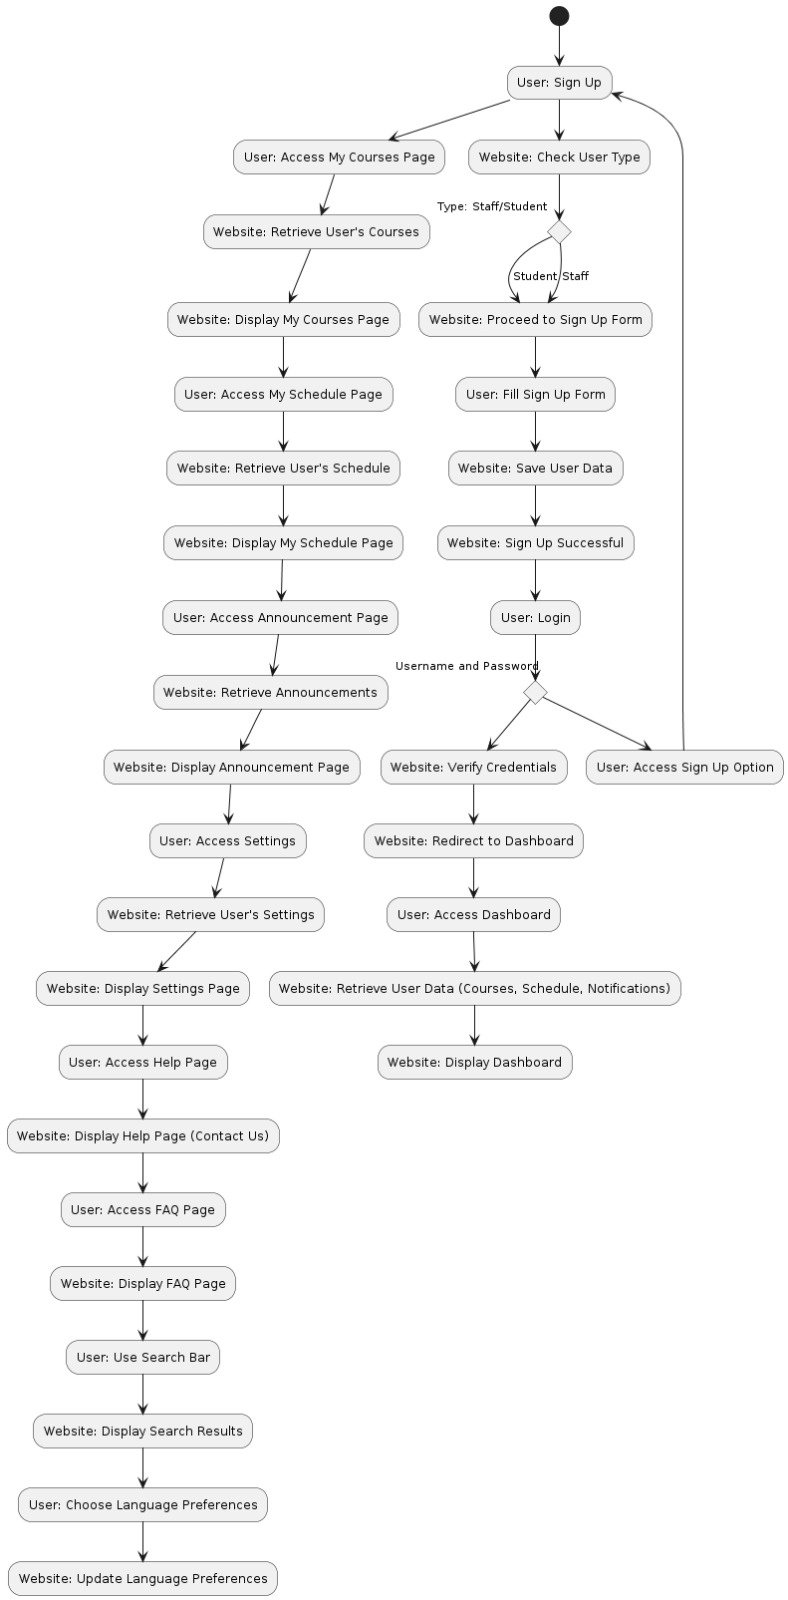 User: Sign Up
User: Access My Courses Page
Website: Check User Type
Type: Staff/Student
Website: Retrieve User's Courses
Student
Staff
Website: Display My Courses Page
Website: Proceed to Sign Up Form
User: Access My Schedule Page
User: Fill Sign Up Form
Website: Retrieve User's Schedule
Website: Save User Data
Website: Display My Schedule Page
Website: Sign Up Successful
User: Access Announcement Page
User: Login
Username and Password
Website: Retrieve Announcements
Website: Display Announcement Page
Website: Verify Credentials
User: Access Sign Up Option
User: Access Settings
Website: Redirect to Dashboard
Website: Retrieve User's Settings
User: Access Dashboard
Website: Display Settings Page
Website: Retrieve User Data (Courses, Schedule, Notifications)
User: Access Help Page
Website: Display Dashboard
Website: Display Help Page (Contact Us)
User: Access FAQ Page
Website: Display FAQ Page
User: Use Search Bar
Website: Display Search Results
User: Choose Language Preferences
Website: Update Language Preferences